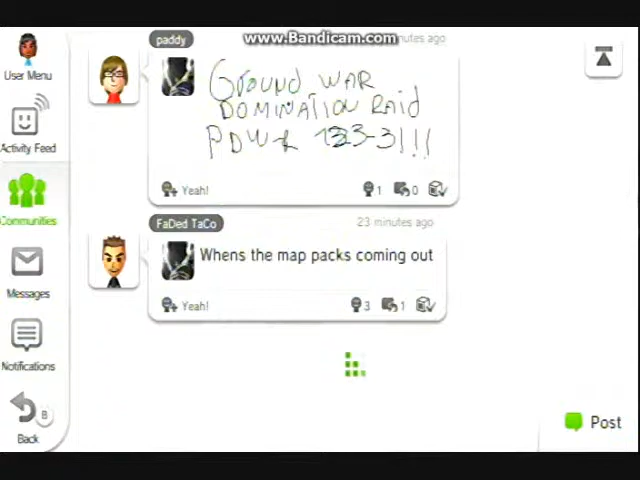 www.Bandicam.com
paddy
nutes ago
GROUND WAR
DOMINATION RAID
Yeah! 1 0
FaDed TaCo
23 minutes ago
Whens the map packs coming out
Yeah! 3 1
User Menu
Activity Feed
Communities
Messages
Notifications
B
Back
Post